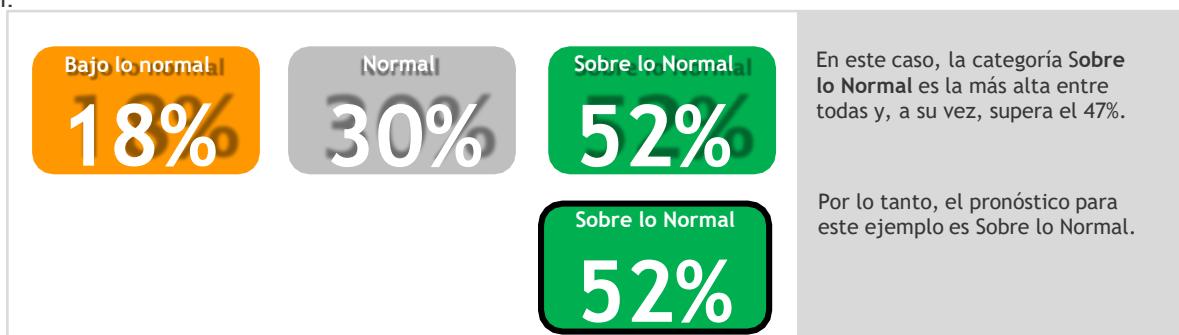 Bajo lo normal
18%
Normal
30%
Sobre lo Normal
52%
En este caso, la categoría Sobre
lo Normal es la más alta entre
todas y, a su vez, supera el 47%.
Sobre lo Normal
52%
Por lo tanto, el pronóstico para
este ejemplo es Sobre lo Normal.